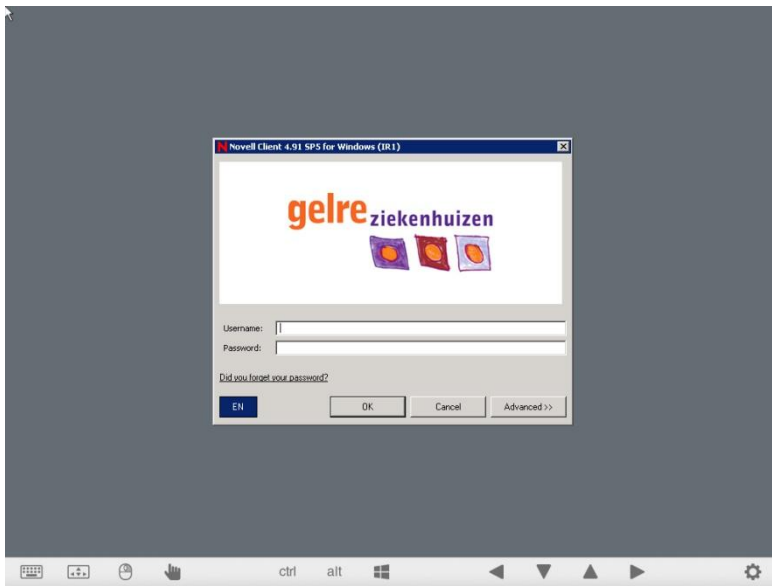 Novell Client 4.91 SP5 for Windows (IR1)
gelre ziekenhuizen
Username:
Password:
Did you forget your password?
EN OK Cancel Advanced >>
ctrl alt